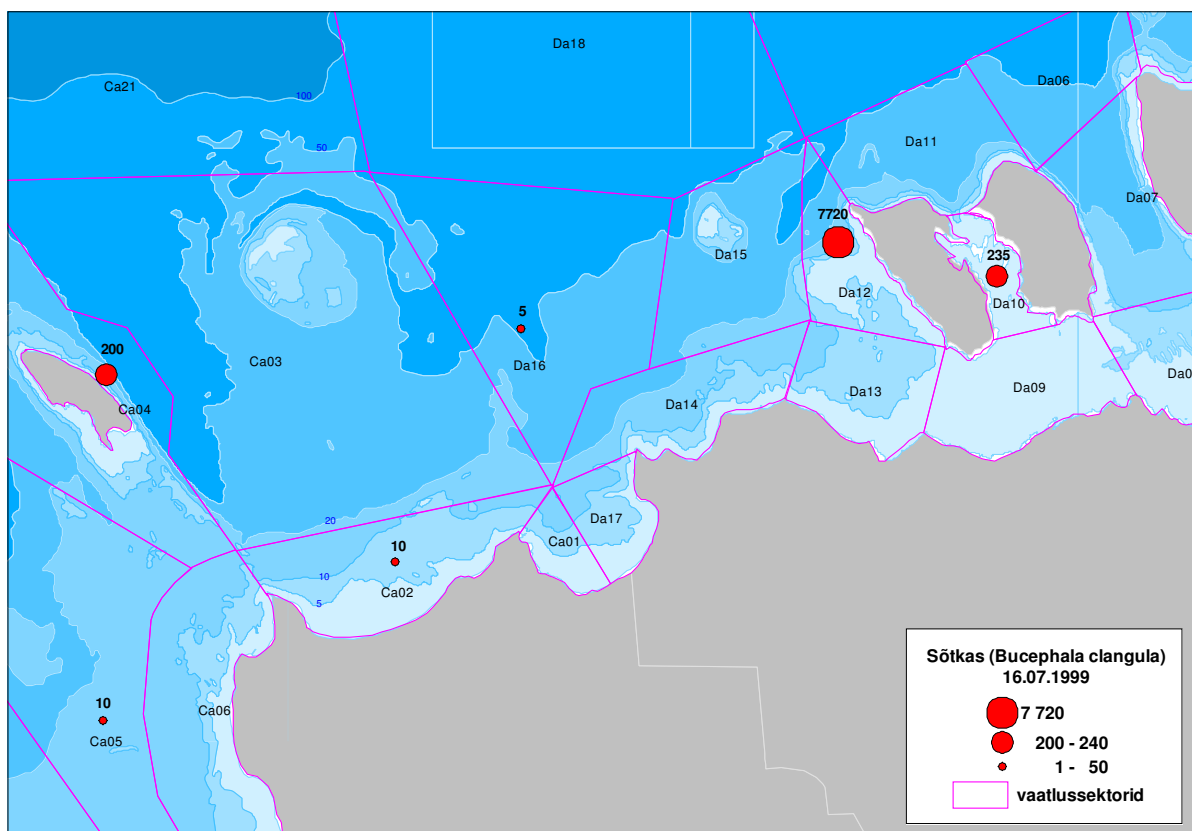 Da18
Ca21
Da06
100
Da11
50
Da07
7720
Da15
235
Da12
Da10
5
200
Ca03
Da16
Ca04
Da14
Da13
Da09
Da0
20
Da17
Ca01
10
10
Ca02
5
10
Ca06
Ca05
Sõtkas (Bucephala clangula)
16.07.1999
7 720
200 - 240
1 - 50
vaatlussektorid